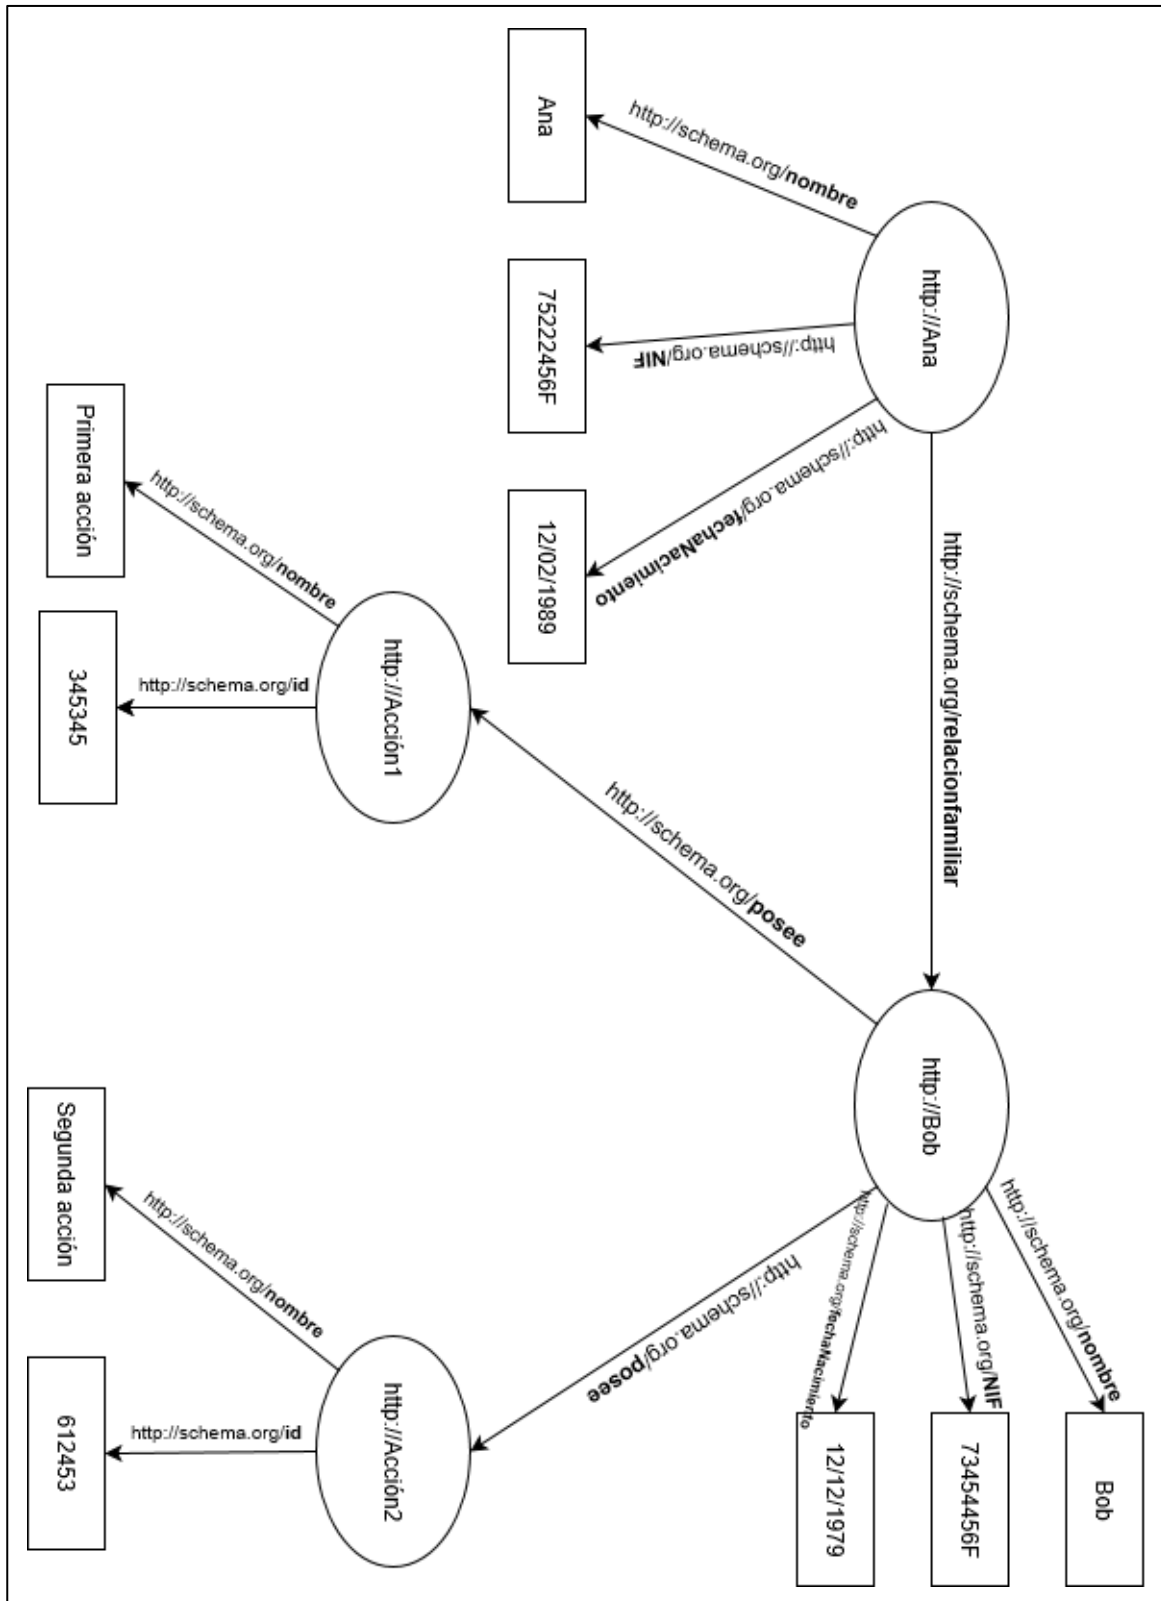 Bob
http://schema.org/nombre
73454456F
http://schema.org/NIF
12/12/1979
http://schema.org/fechaNacimiento
http://Ana
http://schema.org/relacionfamiliar
http://Bob
http://schema.org/nombre
Ana
http://schema.org/NIF
75222456F
http://schema.org/fechaNacimiento
12/02/1989
http://schema.org/posee
http://schema.org/posee
http://Acción1
http://Acción2
http://schema.org/nombre
Primera acción
http://schema.org/id
345345
http://schema.org/nombre
Segunda acción
http://schema.org/id
612453